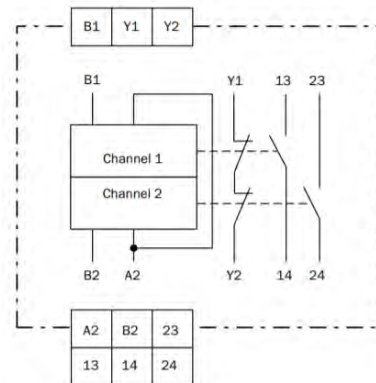 B1 Y1 Y2
B1 Y1 13 23
Channel 1
Channel 2
B2 A2 Y2 14 24
A2 B2 23
13 14 24